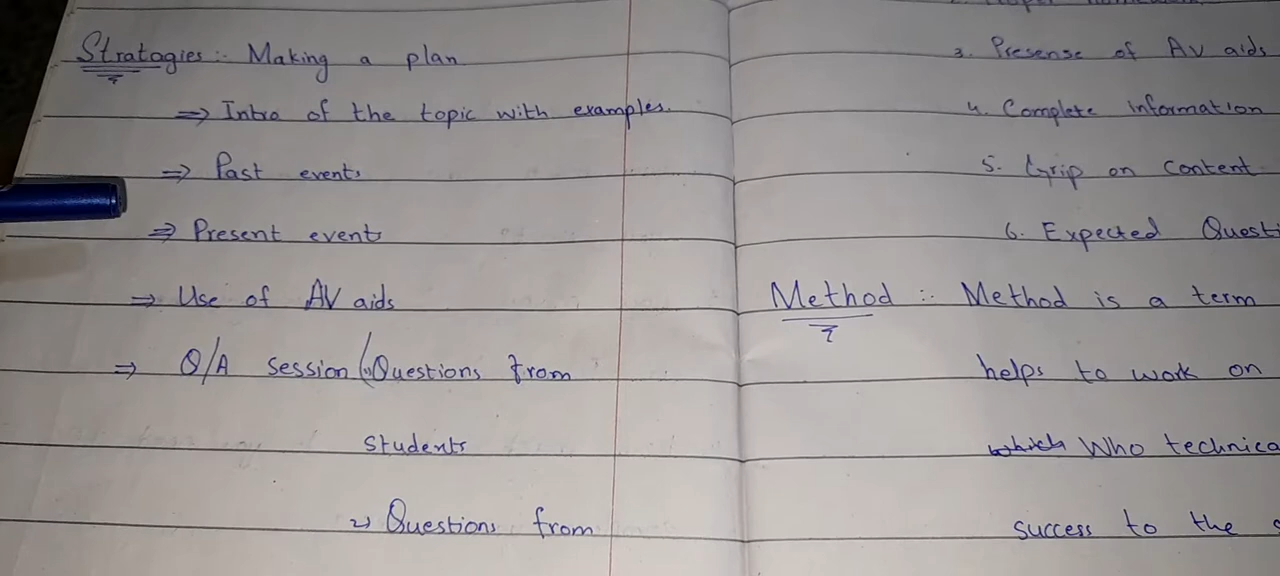 Stratagies :- Making a plan
⇒ Intro of the topic with examples.
⇒ Past events
⇒ Present events
⇒ Use of AV aids
⇒ Q/A session (1) Questions from
Students
2) Questions from
3. Presense of AV aids
4. Complete information
5. Grip on content
6. Expected Questi
Method :- Method is a term
helps to work on
which Who technica
success to the